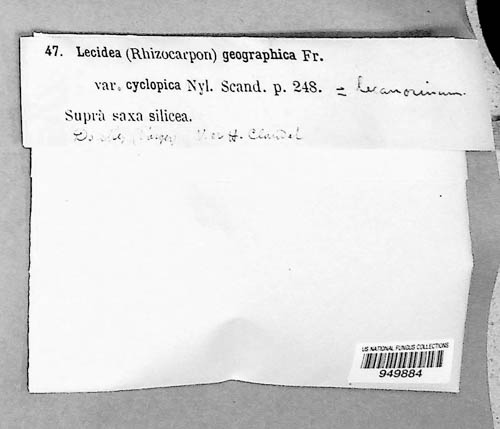 47. Lecidea (Rhizocarpon) geographica Fr.
var. cyclopica Nyl. Scand. p. 248. = lecanorinum.
Suprà saxa silicea.
H. Claudel
US NATIONAL FUNGUS COLLECTIONS
949884